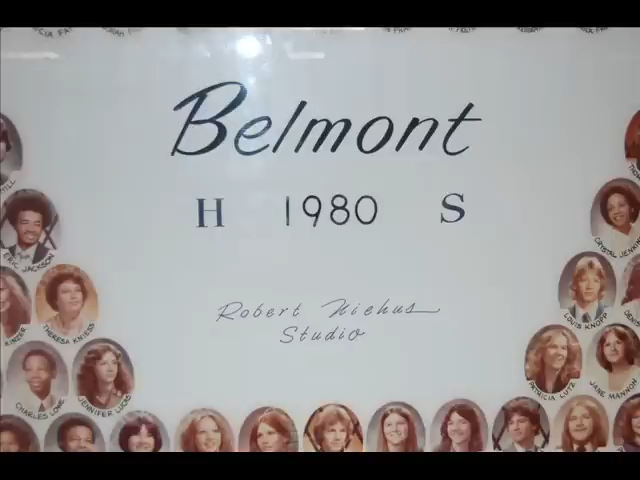 Belmont
H 1980 S
Robert Niehus
Studio
ERIC JACKSON
CRYSTAL JENKINS
KINZER
THERESA KNIESS
LOUIS KNOPP
CHARLES LOWE
JENNIFER LUCAS
PATRICIA LUTZ
JANE MANNON